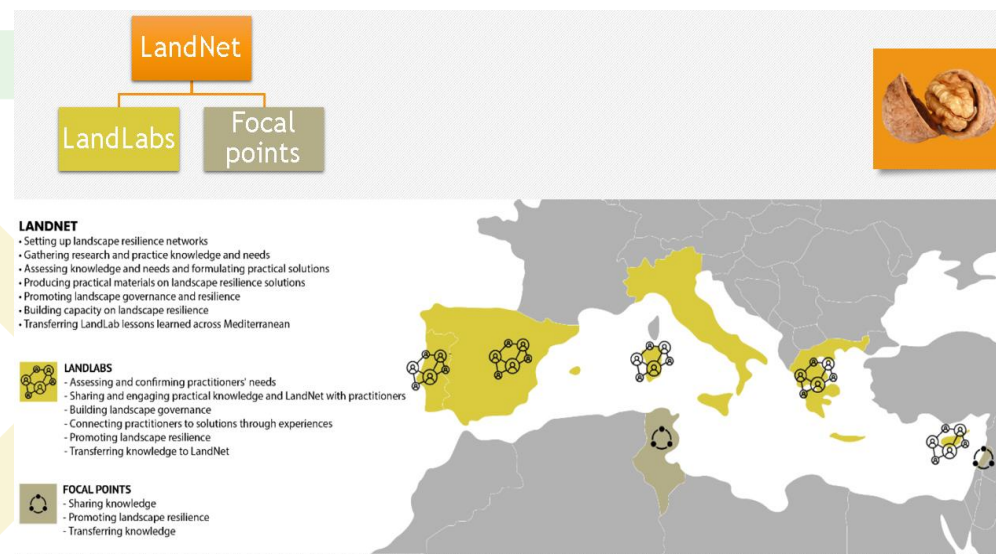 LandNet
LandLabs
Focal
points
LANDNET
• Setting up landscape resilience networks
• Gathering research and practice knowledge and needs
• Assessing knowledge and needs and formulating practical solutions
• Producing practical materials on landscape resilience solutions
• Promoting landscape governance and resilience
• Building capacity on landscape resilience
• Transferring LandLab lessons learned across Mediterranean
LANDLABS
- Assessing and confirming practitioners' needs
- Sharing and engaging practical knowledge and LandNet with practitioners
- Building landscape governance
- Connecting practitioners to solutions through experiences
- Promoting landscape resilience
- Transferring knowledge to LandNet
FOCAL POINTS
- Sharing knowledge
- Promoting landscape resilience
- Transferring knowledge